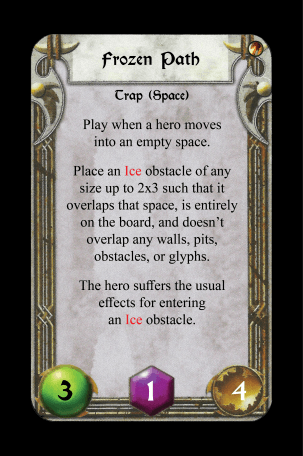 Frozen Path
Trap (Space)
Play when a hero moves
into an empty space.
Place an Ice obstacle of any
size up to 2x3 such that it
overlaps that space, is entirely
on the board, and doesn't
overlap any walls, pits,
obstacles, or glyphs.
The hero suffers the usual
effects for entering
an Ice obstacle.
3
1
4